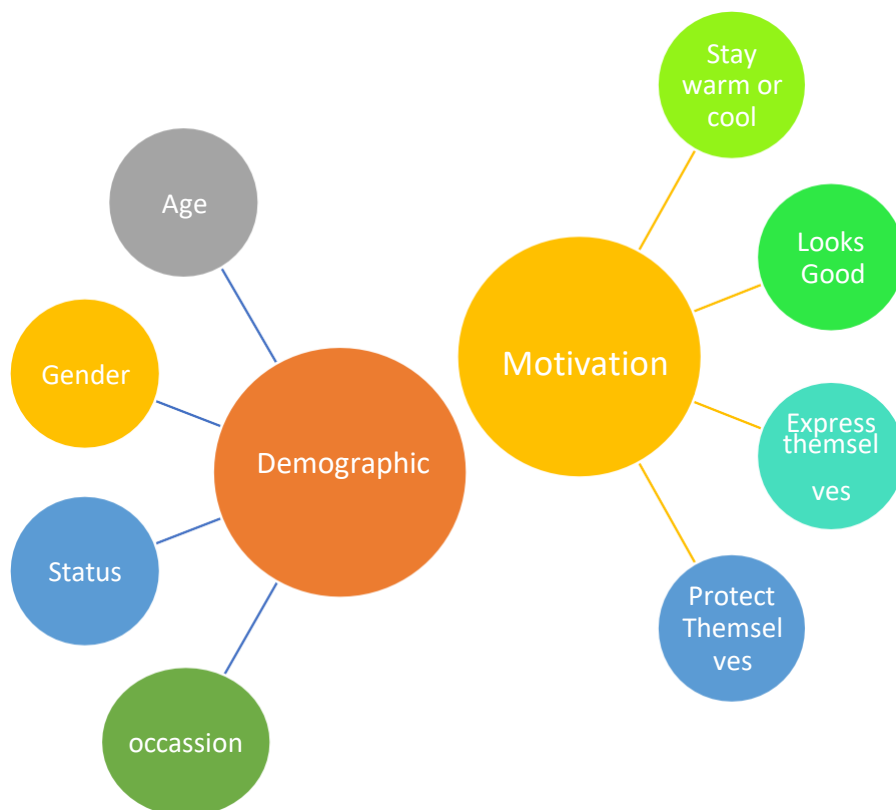 Age
Gender
Demographic
Status
occassion
Stay
warm or
cool
Looks
Good
Motivation
Express
themsel
ves
Protect
Themsel
ves